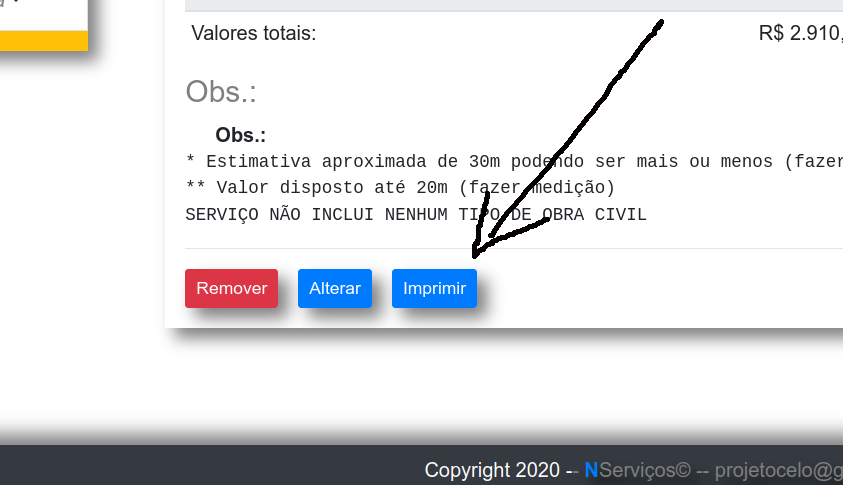 Valores totais: R$ 2.910,
Obs.:
Obs.:
* Estimativa aproximada de 30m podendo ser mais ou menos (fazer
** Valor disposto até 20m (fazer medição)
SERVIÇO NÃO INCLUI NENHUM TIPO DE OBRA CIVIL
Remover Alterar Imprimir
Copyright 2020 -- NServiços© -- projetocelo@g